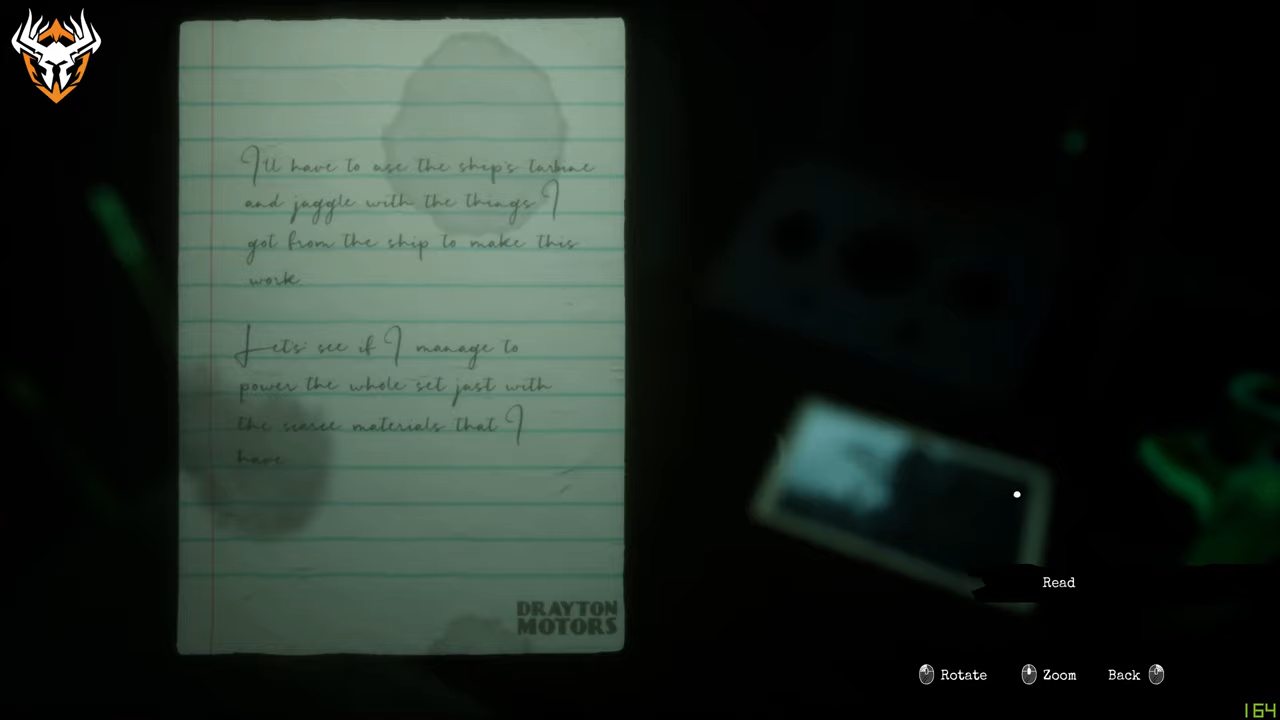 I'll have to use the ship's turbine
and juggle with the things I
got from the ship to make this
work.
Lets' see if I manage to
power the whole set just with
the scarce materials that I
have.
DRAYTON
MOTORS
Read
Rotate
Zoom
Back
164